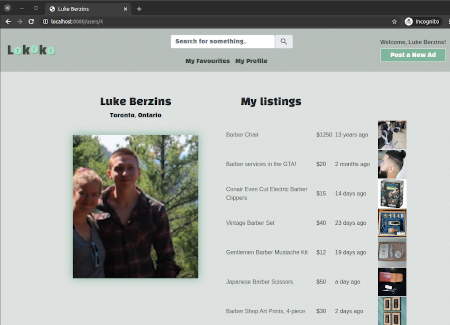 Luke Berzins
localhost:8080/users/4
Incognito
Lokoko
Search for something.
Welcome, Luke Berzins!
Post a New Ad
My Favourites My Profile
Luke Berzins
Toronto, Ontario
My listings
Barber Chair $1250 13 years ago
Barber services in the GTA! $20 2 months ago
Conair Even Cut Electric Barber
Clippers $15 14 days ago
Vintage Barber Set $40 23 days ago
Gentlemen Barber Mustache Kit $12 19 days ago
Japanese Barber Scissors $50 a day ago
Barber Shop Art Prints, 4-piece $30 2 days ago